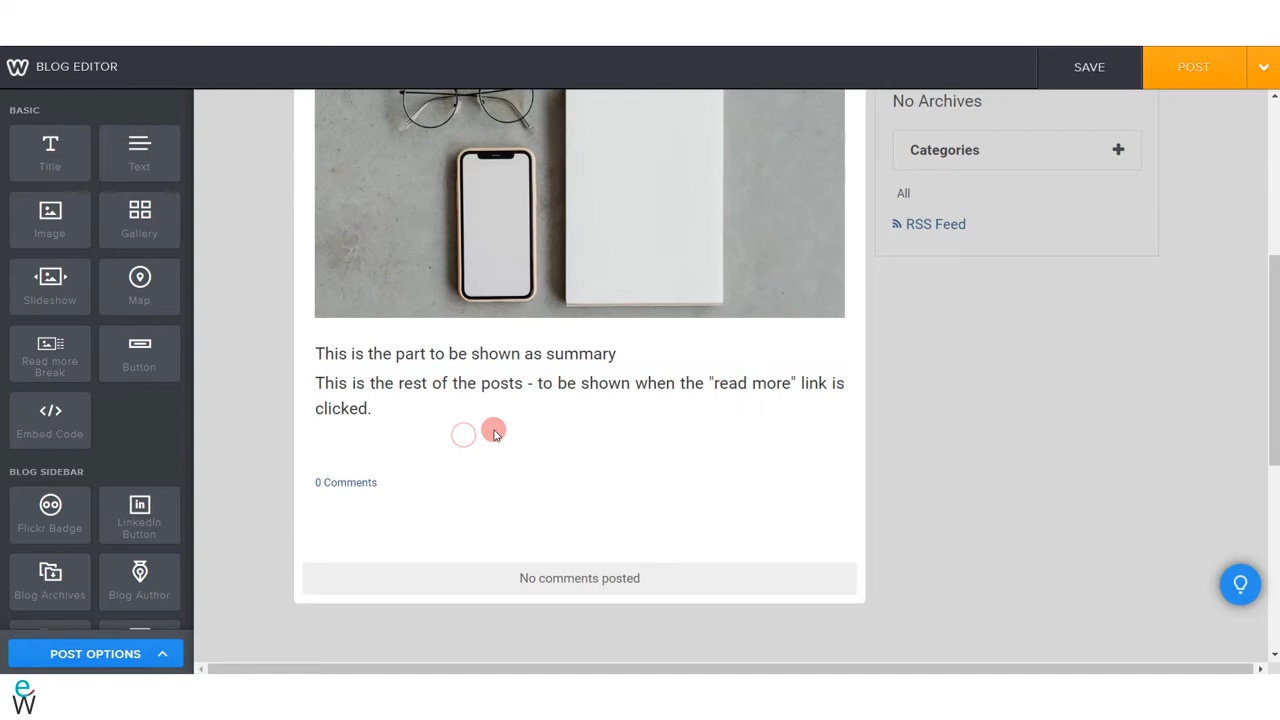 BLOG EDITOR
SAVE
POST
BASIC
Title
Text
Image
Gallery
Slideshow
Map
Read more
Break
Button
Embed Code
BLOG SIDEBAR
Flickr Badge
LinkedIn
Button
Blog Archives
Blog Author
POST OPTIONS
This is the part to be shown as summary
This is the rest of the posts - to be shown when the "read more" link is
clicked.
0 Comments
No comments posted
No Archives
Categories
All
RSS Feed
eW